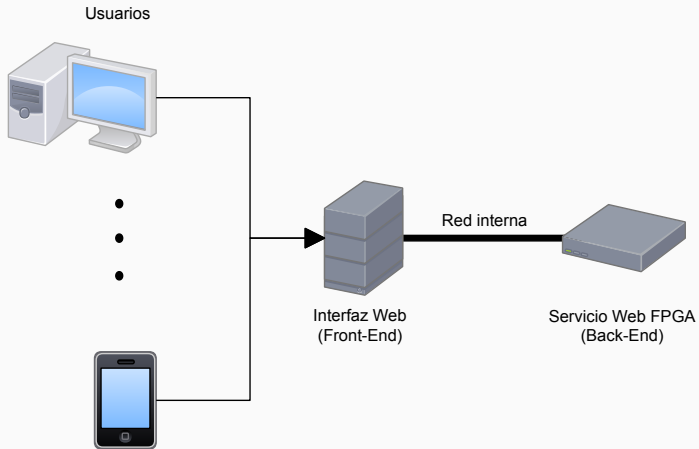 Usuarios
Red interna
Interfaz Web
(Front-End)
Servicio Web FPGA
(Back-End)